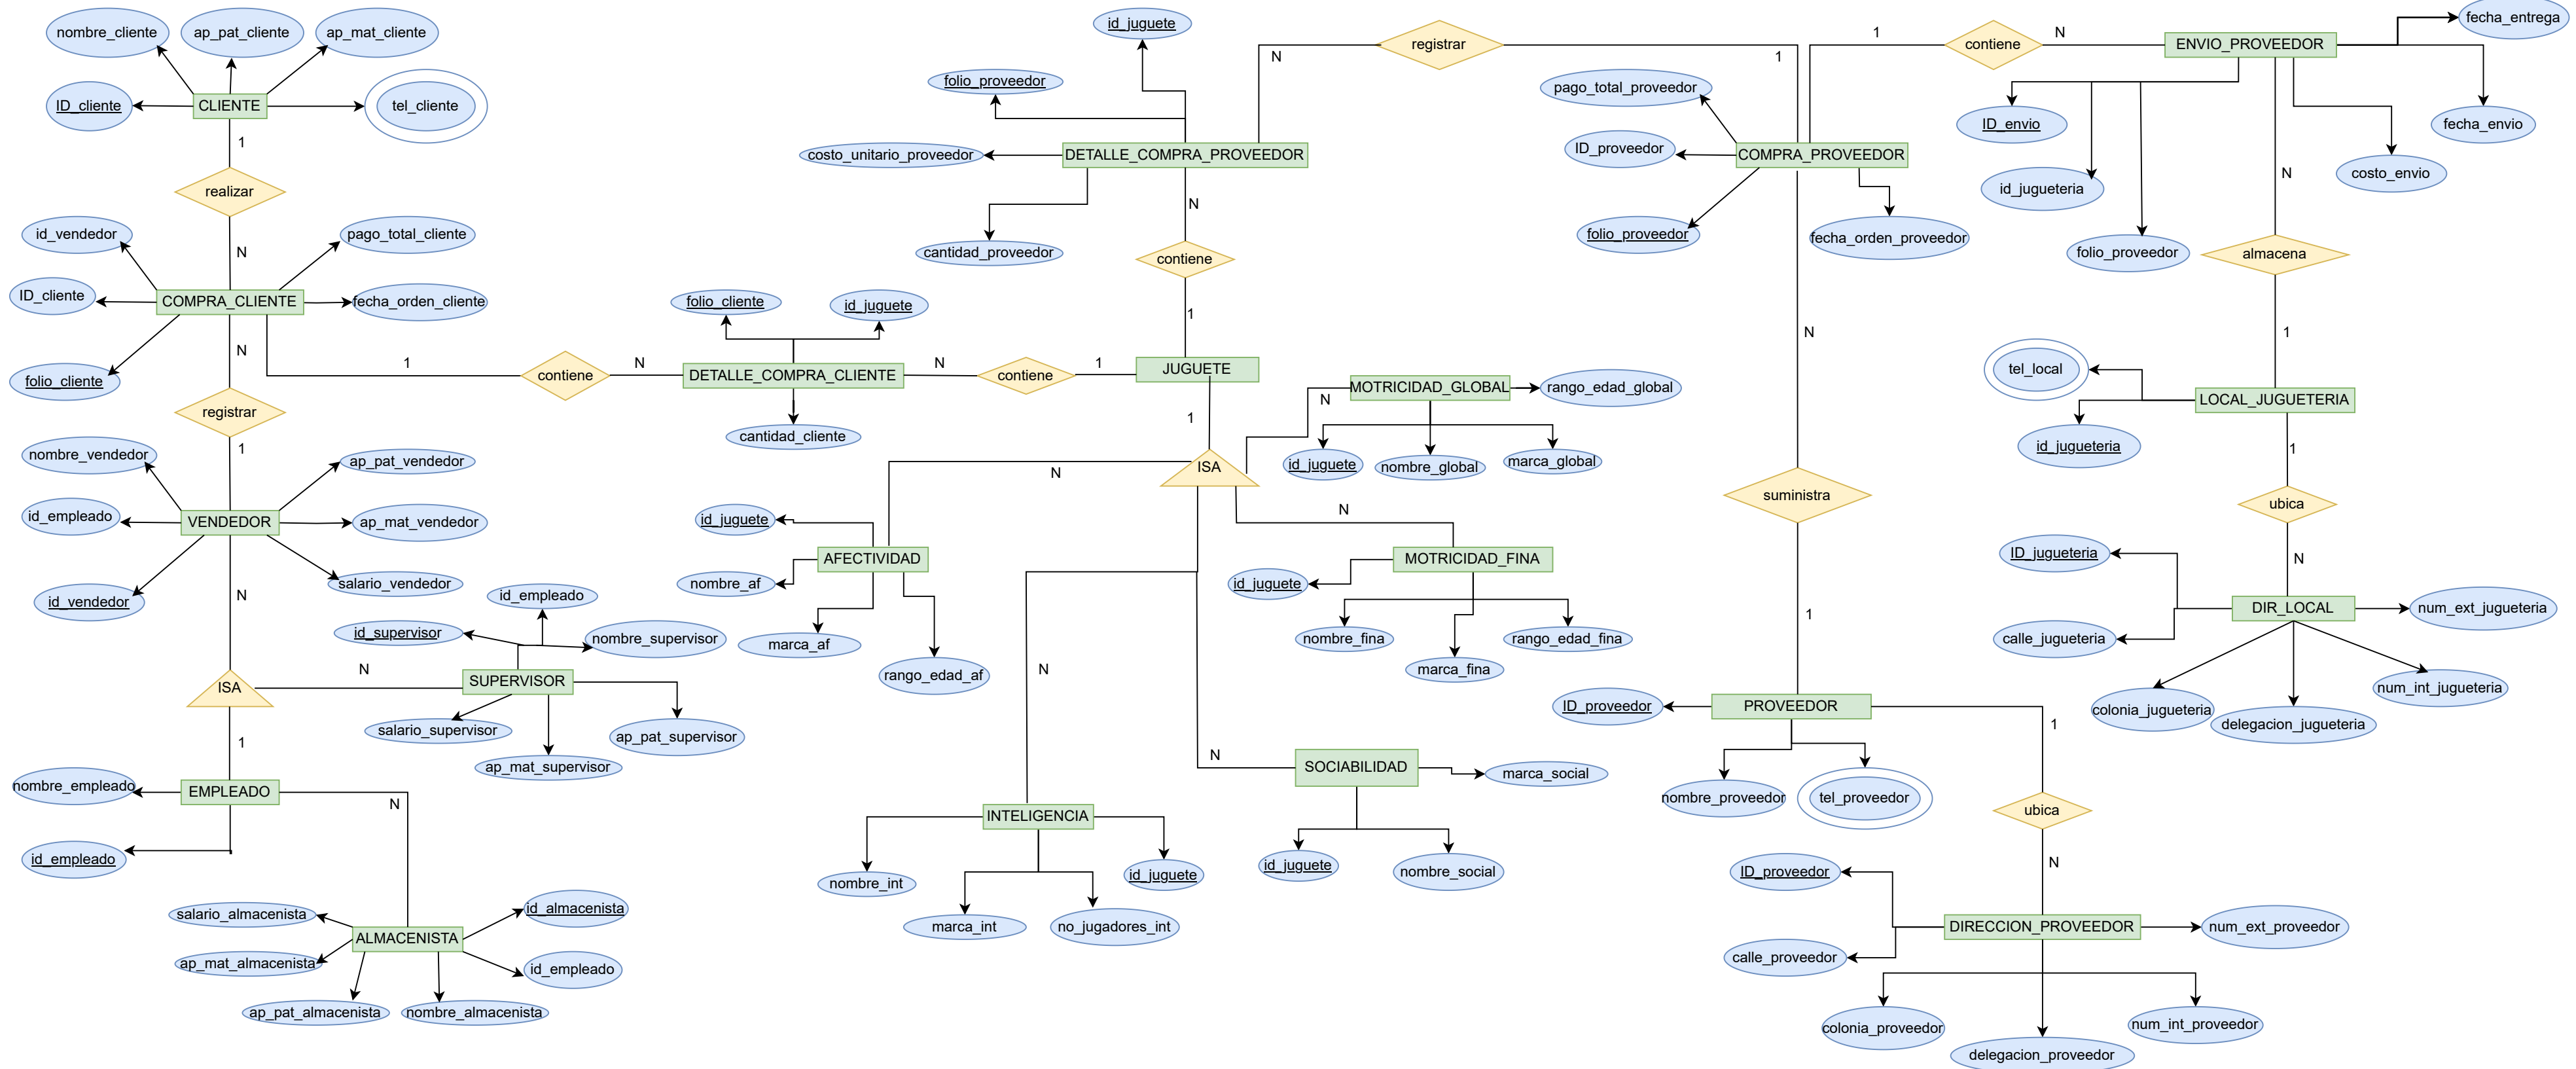 nombre_cliente
ap_pat_cliente
ap_mat_cliente
ID_cliente
CLIENTE
tel_cliente
1
realizar
N
id_vendedor
pago_total_cliente
ID_cliente
COMPRA_CLIENTE
fecha_orden_cliente
folio_cliente
N
1
contiene
N
registrar
1
nombre_vendedor
ap_pat_vendedor
id_empleado
VENDEDOR
ap_mat_vendedor
id_vendedor
salario_vendedor
N
id_empleado
id_supervisor
nombre_supervisor
N
ISA
SUPERVISOR
salario_supervisor
ap_pat_supervisor
ap_mat_supervisor
1
nombre_empleado
EMPLEADO
N
id_empleado
salario_almacenista
id_almacenista
ALMACENISTA
ap_mat_almacenista
id_empleado
ap_pat_almacenista
nombre_almacenista
id_juguete
folio_proveedor
costo_unitario_proveedor
DETALLE_COMPRA_PROVEEDOR
cantidad_proveedor
N
contiene
1
folio_cliente
id_juguete
DETALLE_COMPRA_CLIENTE
N
contiene
1
JUGUETE
cantidad_cliente
1
ISA
N
MOTRICIDAD_GLOBAL
rango_edad_global
id_juguete
nombre_global
marca_global
N
id_juguete
AFECTIVIDAD
nombre_af
marca_af
rango_edad_af
N
MOTRICIDAD_FINA
id_juguete
nombre_fina
rango_edad_fina
marca_fina
N
INTELIGENCIA
nombre_int
id_juguete
marca_int
no_jugadores_int
N
SOCIABILIDAD
marca_social
id_juguete
nombre_social
N
registrar
1
pago_total_proveedor
ID_proveedor
COMPRA_PROVEEDOR
folio_proveedor
fecha_orden_proveedor
N
suministra
1
ID_proveedor
PROVEEDOR
nombre_proveedor
tel_proveedor
1
ubica
N
ID_proveedor
DIRECCION_PROVEEDOR
num_ext_proveedor
calle_proveedor
colonia_proveedor
num_int_proveedor
delegacion_proveedor
1
contiene
N
ENVIO_PROVEEDOR
fecha_entrega
ID_envio
fecha_envio
id_jugueteria
costo_envio
folio_proveedor
N
almacena
1
tel_local
LOCAL_JUGUETERIA
id_jugueteria
1
ubica
N
ID_jugueteria
DIR_LOCAL
num_ext_jugueteria
calle_jugueteria
num_int_jugueteria
colonia_jugueteria
delegacion_jugueteria